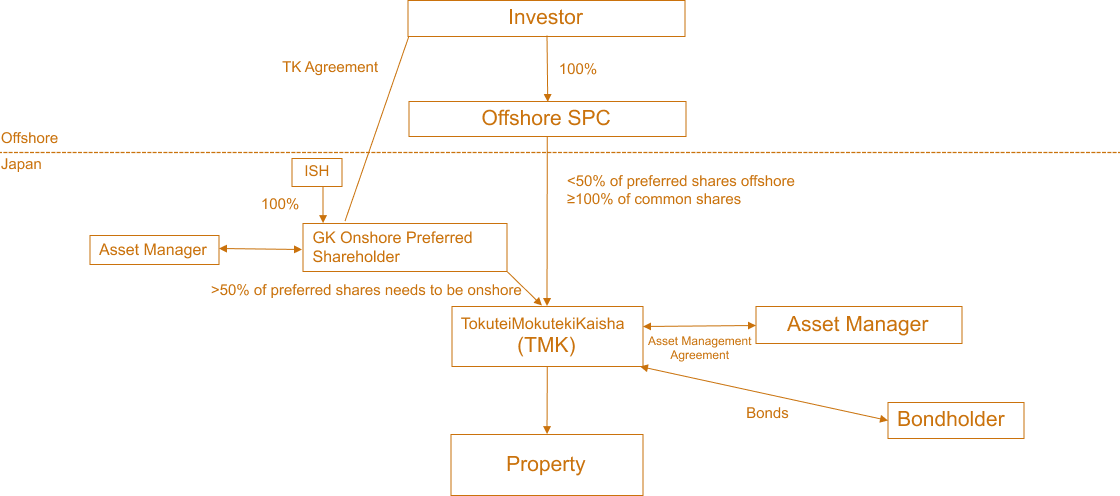 Investor
TK Agreement
100%
Offshore SPC
Offshore
Japan
ISH
<50% of preferred shares offshore
≥100% of common shares
100%
GK Onshore Preferred
Shareholder
Asset Manager
>50% of preferred shares needs to be onshore
TokuteiMokutekiKaisha
(TMK)
Asset Manager
Asset Management
Agreement
Bonds
Bondholder
Property